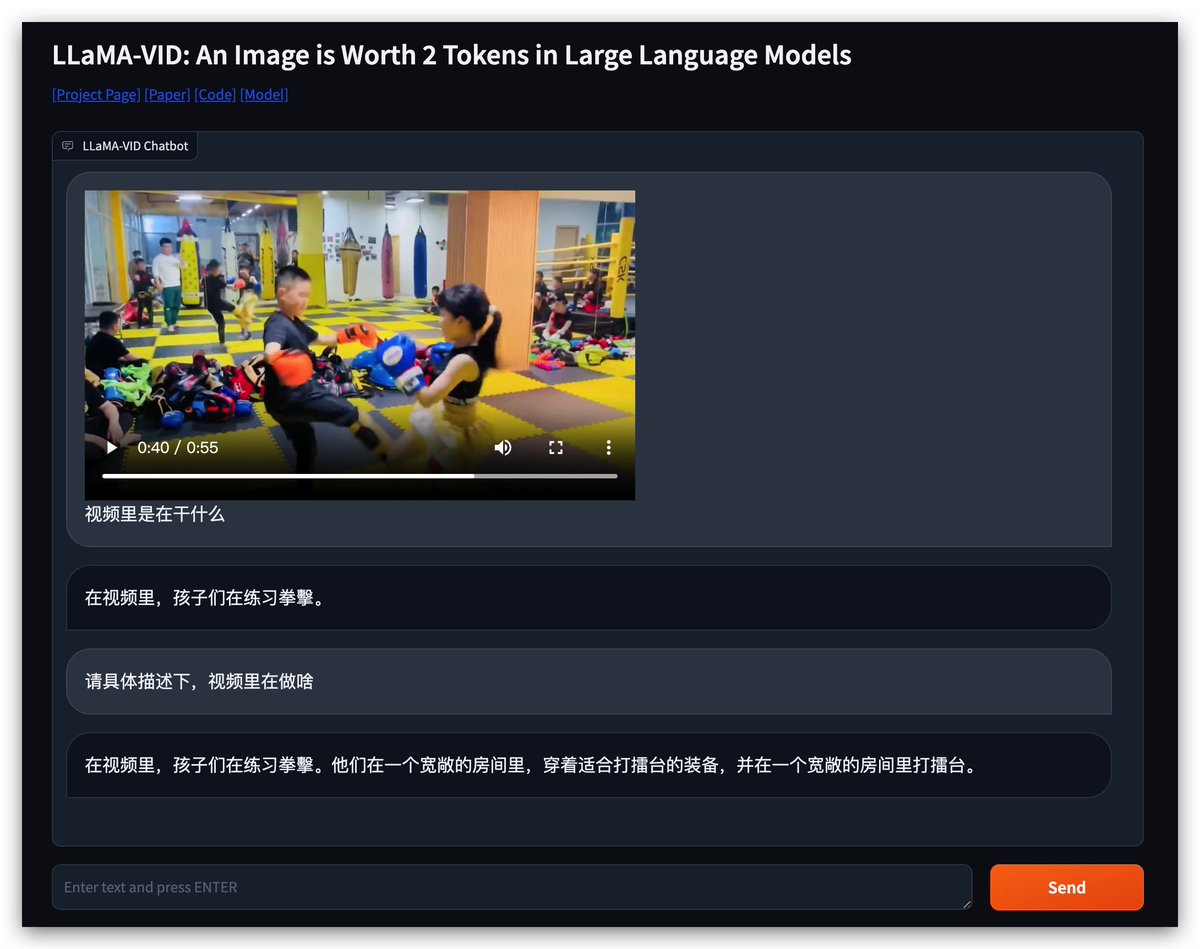 LLaMA-VID: An Image is Worth 2 Tokens in Large Language Models
[Project Page] [Paper] [Code] [Model]
LLaMA-VID Chatbot
0:40 / 0:55
视频里是在干什么
在视频里，孩子们在练习拳擊。
请具体描述下，视频里在做啥
在视频里，孩子们在练习拳擊。他们在一个宽敞的房间里，穿着适合打擂台的装备，并在一个宽敞的房间里打擂台。
Enter text and press ENTER
Send